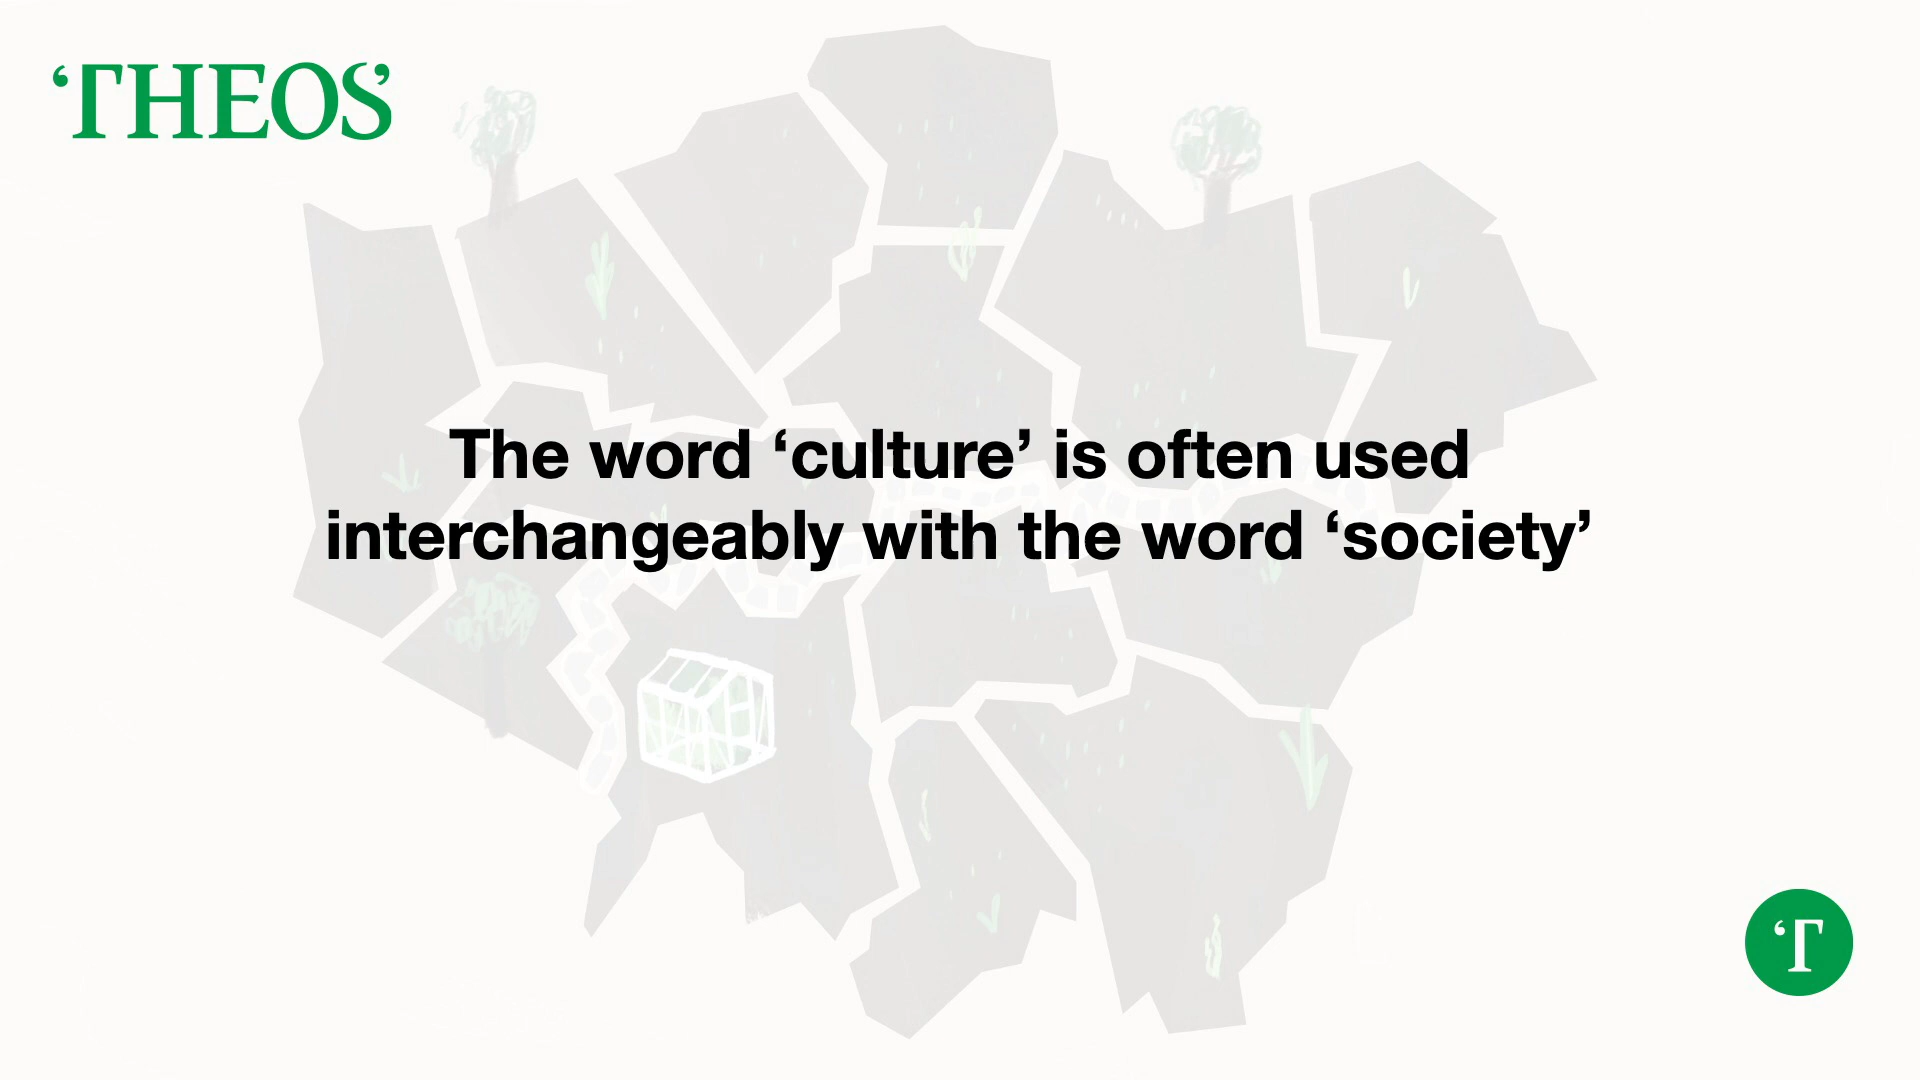 ‘THEOS’
The word ‘culture’ is often used
interchangeably with the word ‘society’
‘T